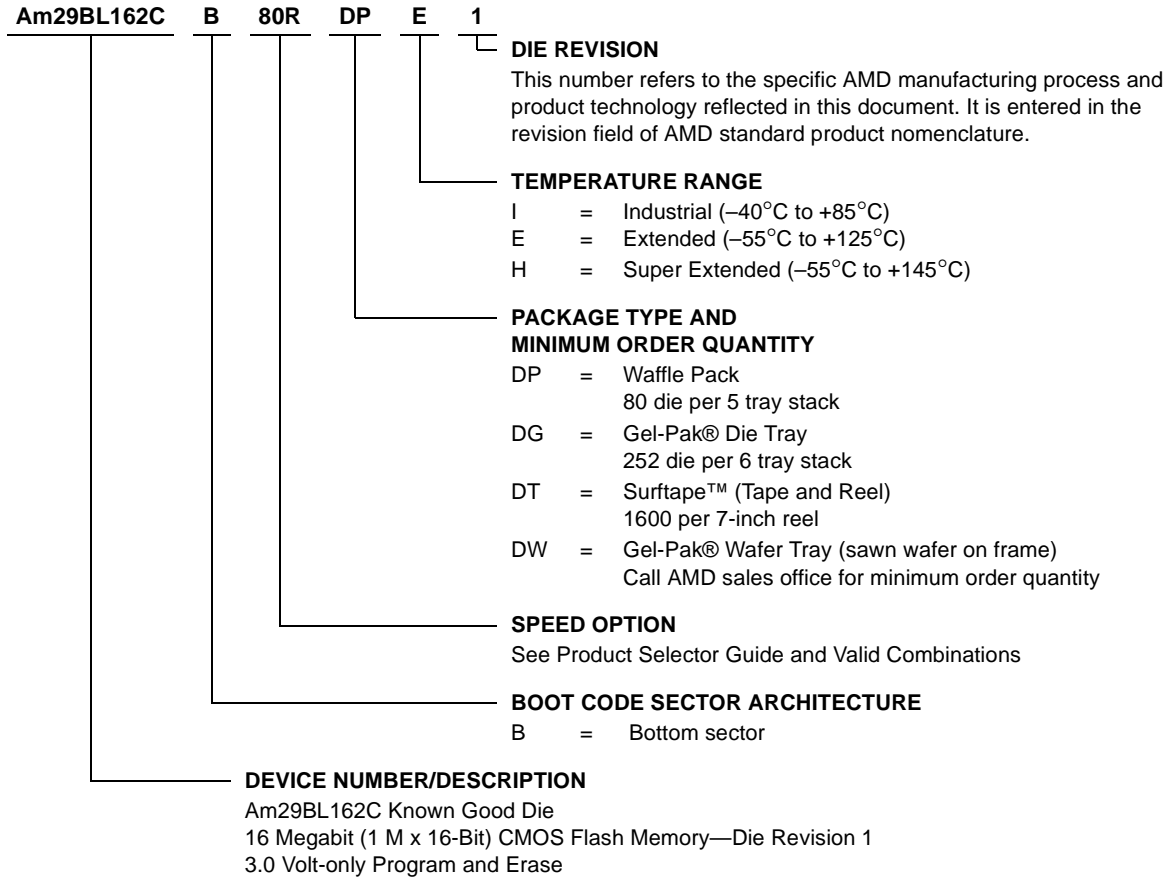 Am29BL162C B 80R DP E 1
DIE REVISION
This number refers to the specific AMD manufacturing process and
product technology reflected in this document. It is entered in the
revision field of AMD standard product nomenclature.
TEMPERATURE RANGE
I = Industrial (–40°C to +85°C)
E = Extended (–55°C to +125°C)
H = Super Extended (–55°C to +145°C)
PACKAGE TYPE AND
MINIMUM ORDER QUANTITY
DP = Waffle Pack
80 die per 5 tray stack
DG = Gel-Pak® Die Tray
252 die per 6 tray stack
DT = Surftape™ (Tape and Reel)
1600 per 7-inch reel
DW = Gel-Pak® Wafer Tray (sawn wafer on frame)
Call AMD sales office for minimum order quantity
SPEED OPTION
See Product Selector Guide and Valid Combinations
BOOT CODE SECTOR ARCHITECTURE
B = Bottom sector
DEVICE NUMBER/DESCRIPTION
Am29BL162C Known Good Die
16 Megabit (1 M x 16-Bit) CMOS Flash Memory—Die Revision 1
3.0 Volt-only Program and Erase